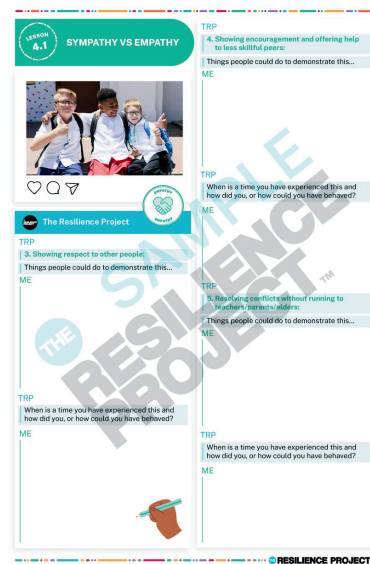 LESSON
4.1
SYMPATHY VS EMPATHY
EMPATHY
EMPATHY
The Resilience Project
TRP
3. Showing respect to other people:
Things people could do to demonstrate this...
ME
TRP
When is a time you have experienced this and
how did you, or how could you have behaved?
ME
TRP
4. Showing encouragement and offering help
to less skillful peers:
Things people could do to demonstrate this...
ME
TRP
When is a time you have experienced this and
how did you, or how could you have behaved?
ME
TRP
5. Resolving conflicts without running to
teachers/parents/elders:
Things people could do to demonstrate this...
ME
TRP
When is a time you have experienced this and
how did you, or how could you have behaved?
ME
SAMPLE
THE
RESILIENCE
PROJECT
TM
THE RESILIENCE PROJECT